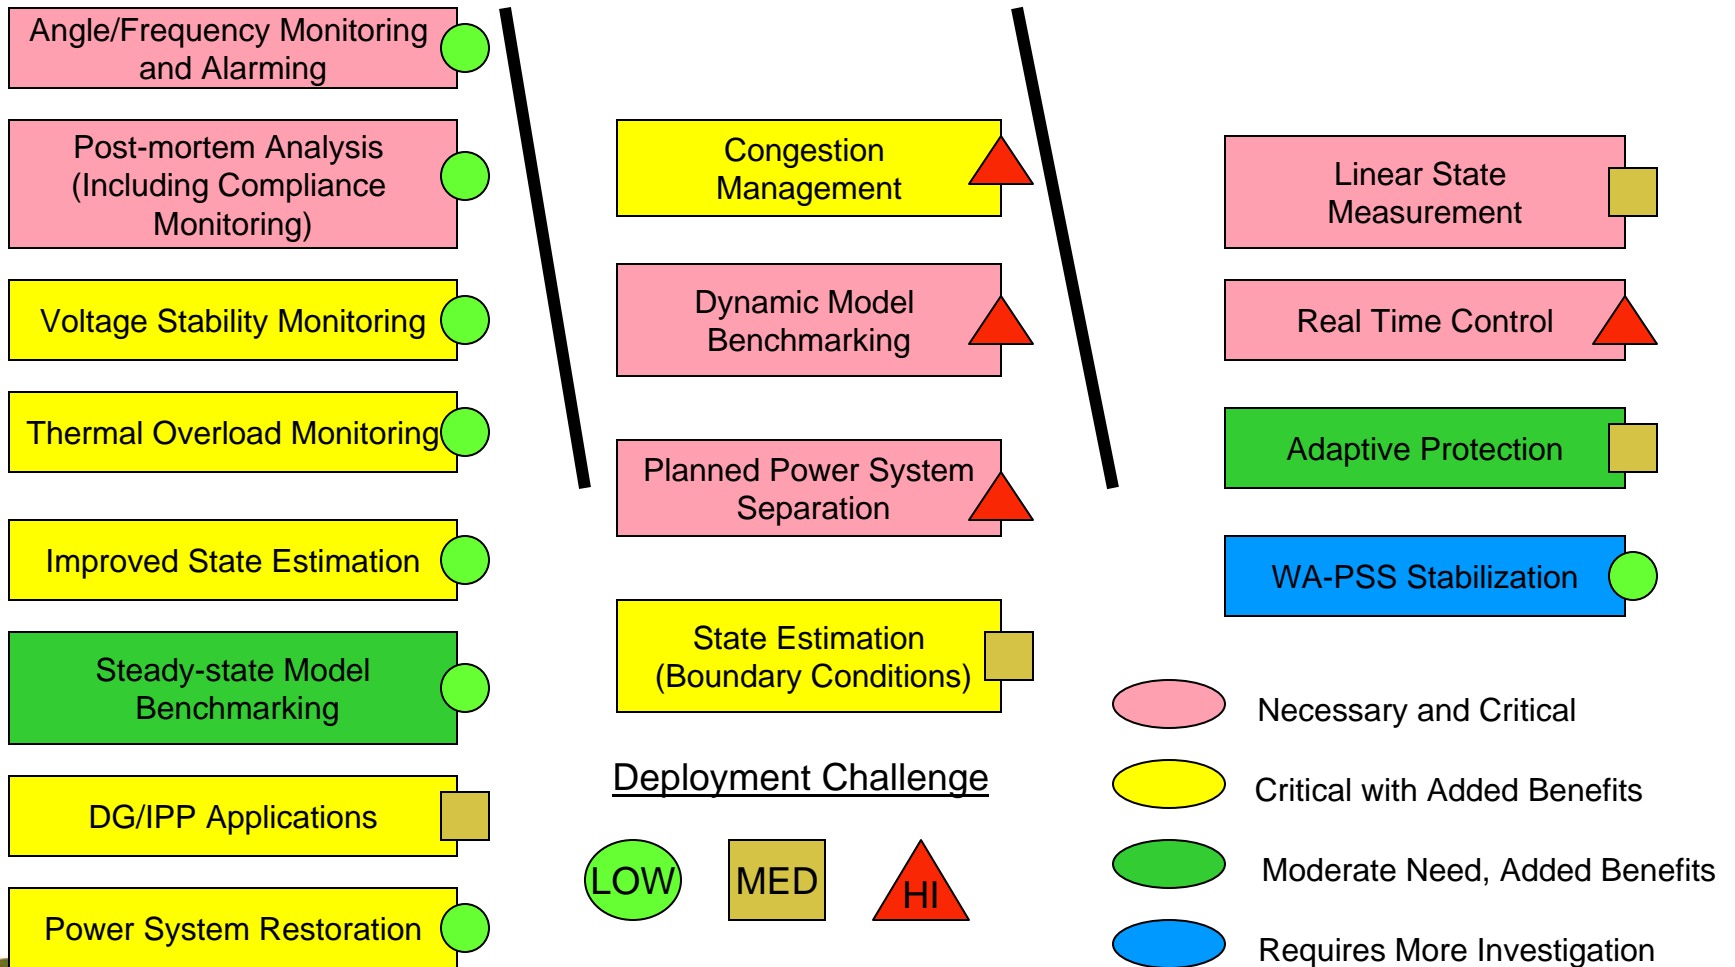 Angle/Frequency Monitoring
and Alarming
Post-mortem Analysis
(Including Compliance
Monitoring)
Voltage Stability Monitoring
Thermal Overload Monitoring
Improved State Estimation
Steady-state Model
Benchmarking
DG/IPP Applications
Power System Restoration
Congestion
Management
Dynamic Model
Benchmarking
Planned Power System
Separation
State Estimation
(Boundary Conditions)
Deployment Challenge
LOW
MED
HI
Linear State
Measurement
Real Time Control
Adaptive Protection
WA-PSS Stabilization
Necessary and Critical
Critical with Added Benefits
Moderate Need, Added Benefits
Requires More Investigation